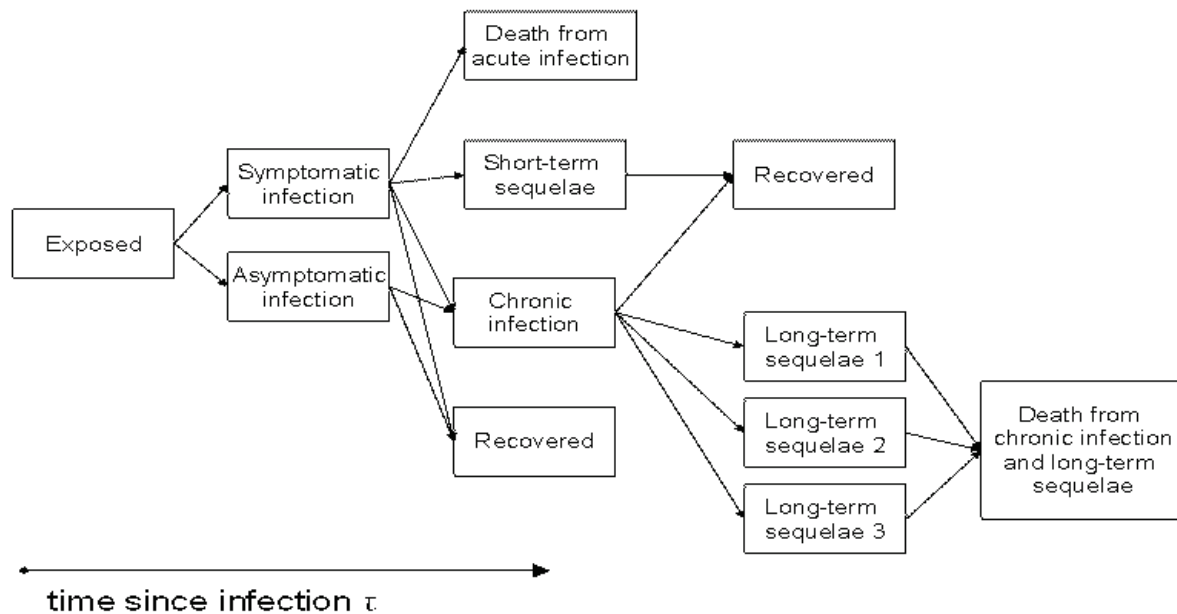 Death from
acute infection
Symptomatic
infection
Short-term
sequelae
Recovered
Exposed
Asymptomatic
infection
Chronic
infection
Long-term
sequelae 1
Recovered
Long-term
sequelae 2
Death from
chronic infection
and long-term
sequelae
Long-term
sequelae 3
time since infection τ